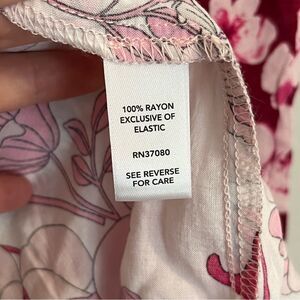 100% RAYON
EXCLUSIVE OF
ELASTIC
RN37080
SEE REVERSE
FOR CARE